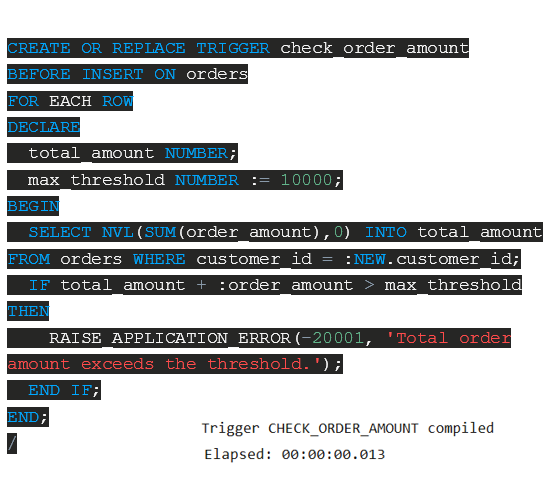 CREATE OR REPLACE TRIGGER check_order_amount
BEFORE INSERT ON orders
FOR EACH ROW
DECLARE
  total_amount NUMBER;
  max_threshold NUMBER := 10000;
BEGIN
  SELECT NVL(SUM(order_amount),0) INTO total_amount
FROM orders WHERE customer_id = :NEW.customer_id;
  IF total_amount + :order_amount > max_threshold
THEN
    RAISE_APPLICATION_ERROR(-20001, 'Total order
amount exceeds the threshold.');
  END IF;
END;
/
Trigger CHECK_ORDER_AMOUNT compiled
Elapsed: 00:00:00.013